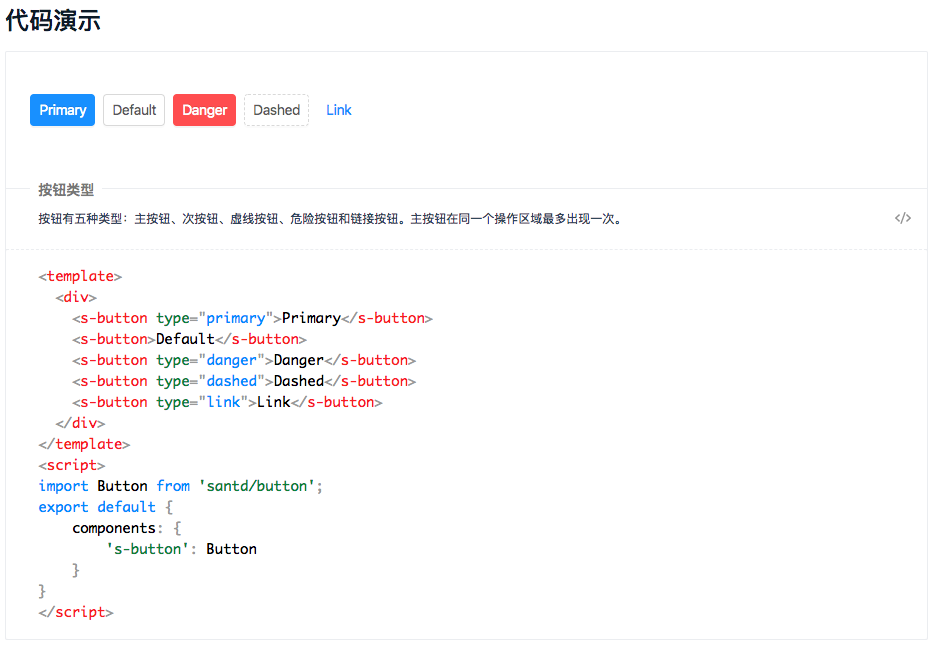 代码演示
Primary Default Danger Dashed Link
按钮类型
按钮有五种类型：主按钮、次按钮、虚线按钮、危险按钮和链接按钮。主按钮在同一个操作区域最多出现一次。 </>
<template>
  <div>
    <s-button type="primary">Primary</s-button>
    <s-button>Default</s-button>
    <s-button type="danger">Danger</s-button>
    <s-button type="dashed">Dashed</s-button>
    <s-button type="link">Link</s-button>
  </div>
</template>
<script>
import Button from 'santd/button';
export default {
    components: {
        's-button': Button
    }
}
</script>